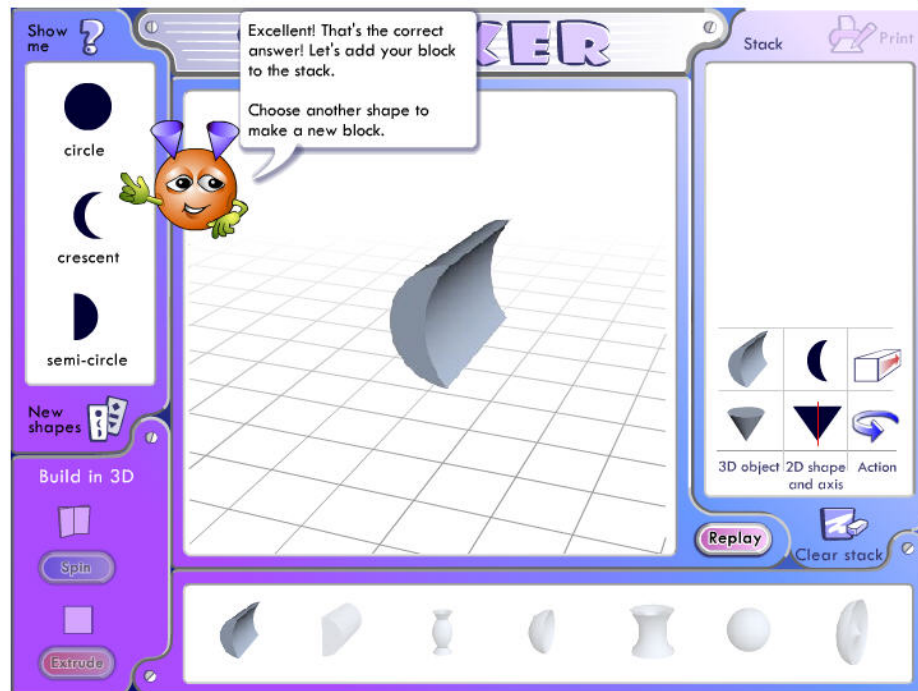 Show
me
Excellent! That's the correct
answer! Let's add your block
to the stack.
Choose another shape to
make a new block.
Stack
Print
circle
crescent
semi-circle
New
shapes
Build in 3D
Spin
Extrude
3D object
2D shape
and axis
Action
Replay
Clear stack